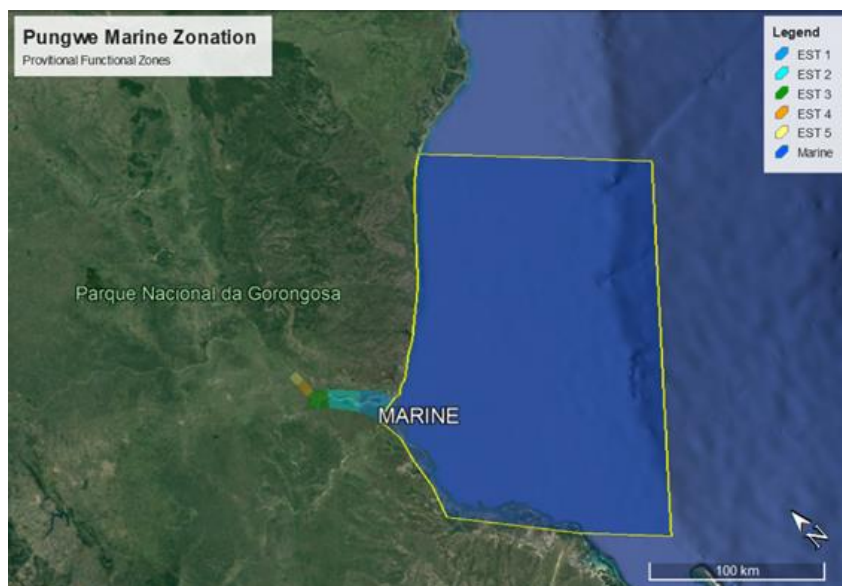 Pungwe Marine Zonation
Provitional Functional Zones
Legend
EST 1
EST 2
EST 3
EST 4
EST 5
Marine
Parque Nacional da Gorongosa
MARINE
N
100 km